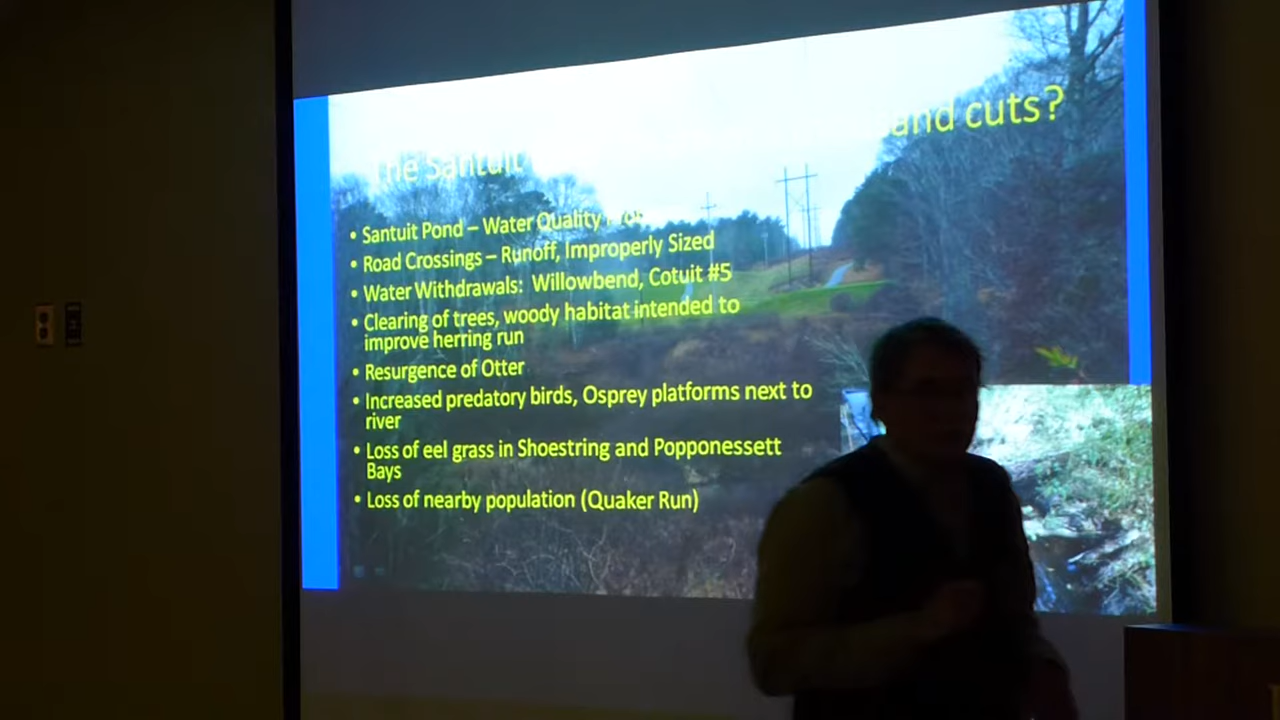 The Santuit and cuts?
• Santuit Pond – Water Quality
• Road Crossings – Runoff, Improperly Sized
• Water Withdrawals: Willowbend, Cotuit #5
• Clearing of trees, woody habitat intended to
improve herring run
• Resurgence of Otter
• Increased predatory birds, Osprey platforms next to
river
• Loss of eel grass in Shoestring and Popponessett
Bays
• Loss of nearby population (Quaker Run)